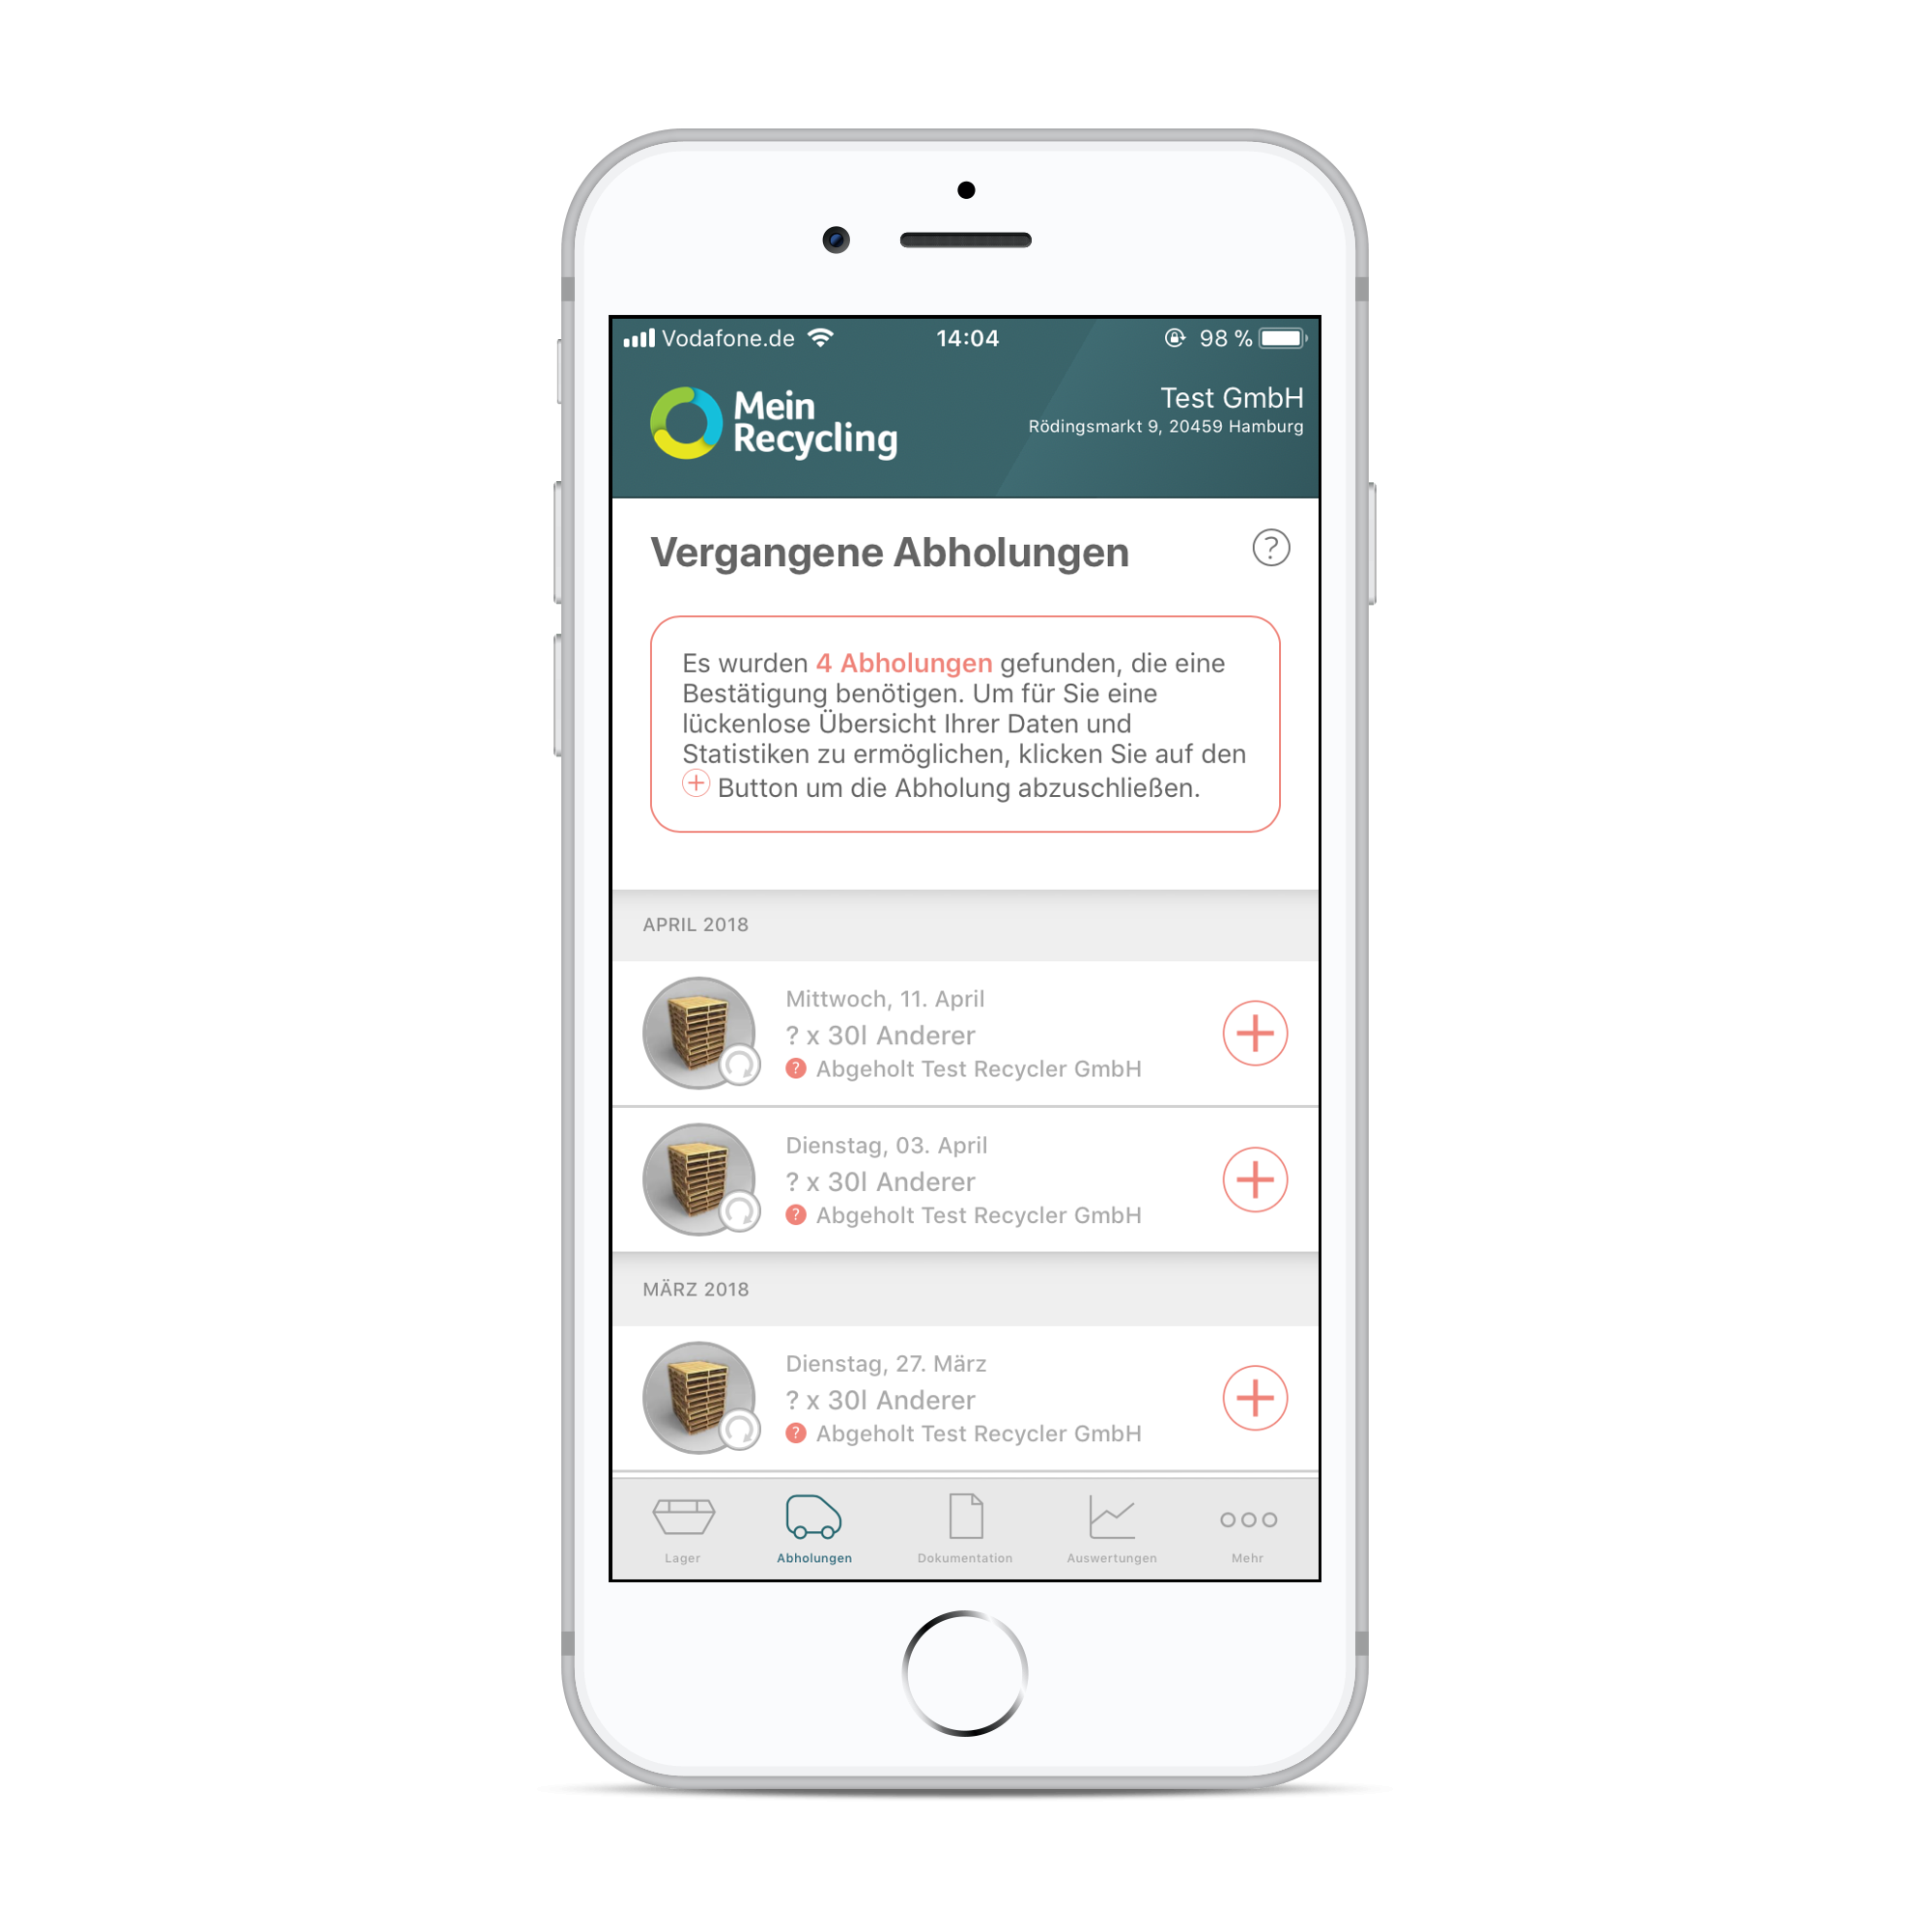 Vodafone.de 14:04 98 %
Mein
Recycling
Test GmbH
Rödingsmarkt 9, 20459 Hamburg
Vergangene Abholungen
?
Es wurden 4 Abholungen gefunden, die eine
Bestätigung benötigen. Um für Sie eine
lückenlose Übersicht Ihrer Daten und
Statistiken zu ermöglichen, klicken Sie auf den
+ Button um die Abholung abzuschließen.
APRIL 2018
Mittwoch, 11. April
? x 30l Anderer
? Abgeholt Test Recycler GmbH
Dienstag, 03. April
? x 30l Anderer
? Abgeholt Test Recycler GmbH
MÄRZ 2018
Dienstag, 27. März
? x 30l Anderer
? Abgeholt Test Recycler GmbH
Lager Abholungen Dokumentation Auswertungen Mehr